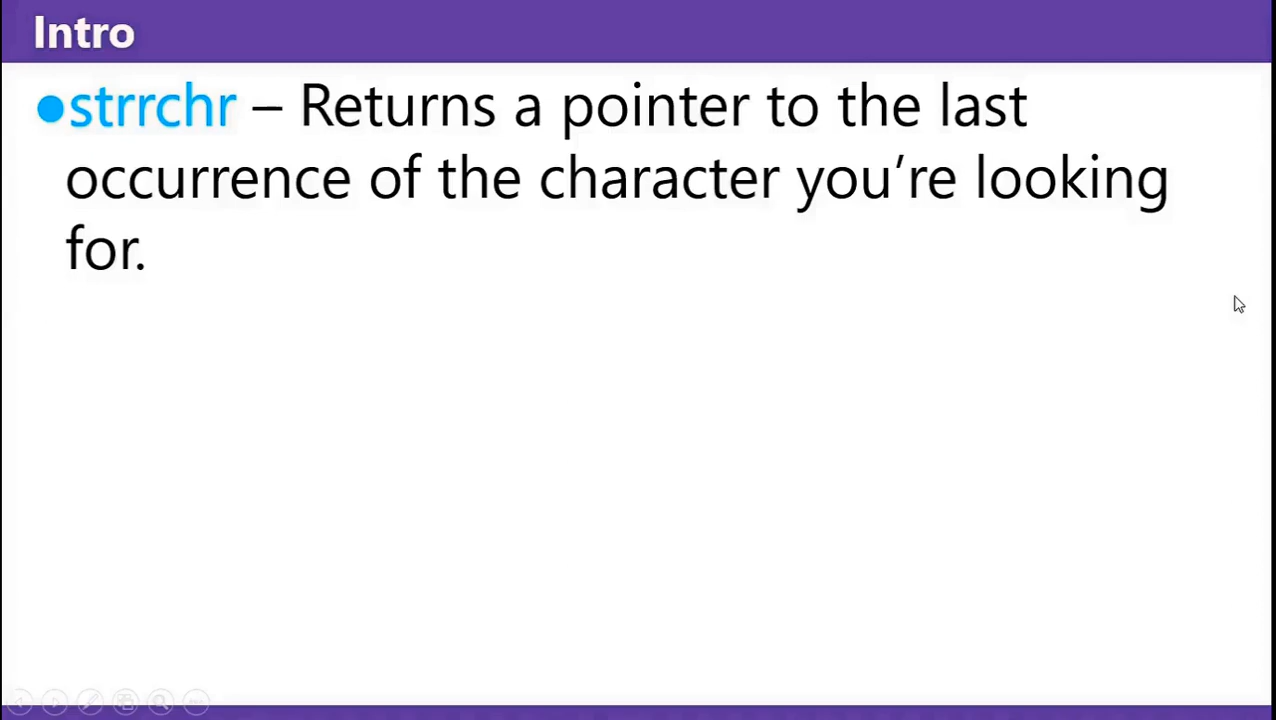 Intro
●strrchr – Returns a pointer to the last
occurrence of the character you’re looking
for.